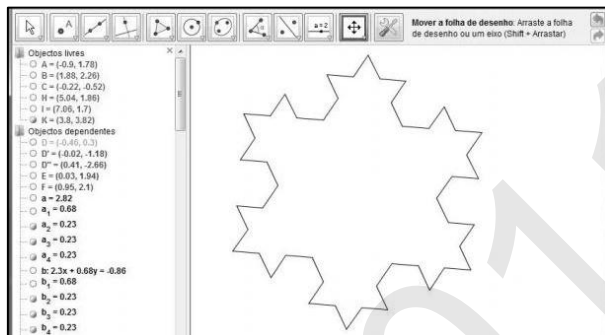 a=2
Mover a folha de desenho: Arraste a folha
de desenho ou um eixo (Shift + Arrastar)
Objectos livres
A = (-0.9, 1.78)
B = (1.88, 2.26)
C = (-0.22, -0.52)
H = (5.04, 1.86)
I = (7.06, 1.7)
K = (3.8, 3.82)
Objectos dependentes
D = (-0.46, 0.3)
D' = (-0.02, -1.18)
E = (0.03, 1.94)
F = (0.95, 2.1)
a = 2.82
a₁ = 0.68
a₂ = 0.23
a₃ = 0.23
a₄ = 0.23
b: 2.3x + 0.68y = -0.86
b₁ = 0.68
b₂ = 0.23
b₃ = 0.23
b₄ = 0.23